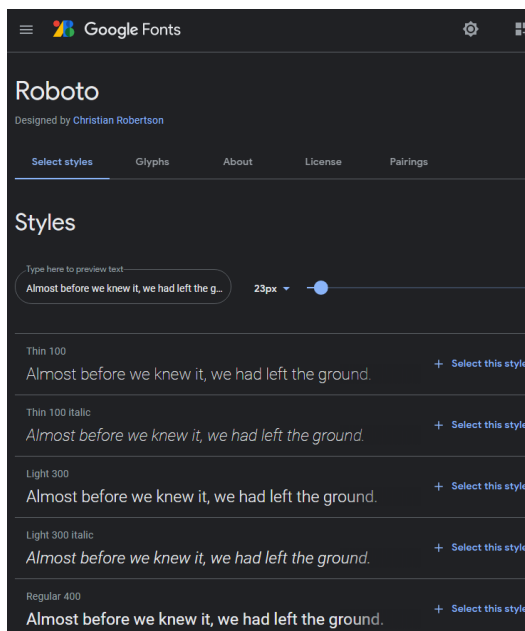 Google Fonts
Roboto
Designed by Christian Robertson
Select styles Glyphs About License Pairings
Styles
Type here to preview text
Almost before we knew it, we had left the g... 23px
Thin 100
Almost before we knew it, we had left the ground. + Select this style
Thin 100 italic
Almost before we knew it, we had left the ground. + Select this style
Light 300
Almost before we knew it, we had left the ground. + Select this style
Light 300 italic
Almost before we knew it, we had left the ground. + Select this style
Regular 400
Almost before we knew it, we had left the ground. + Select this style